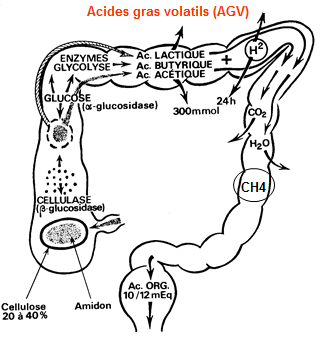 Acides gras volatils (AGV)
ENZYMES
GLYCOLYSE
Ac. LACTIQUE
Ac. BUTYRIQUE
Ac. ACÉTIQUE
+
H²
GLUCOSE
(α-glucosidase)
300mmol
24h
CO₂
H₂O
CH4
CELLULASE
(β-glucosidase)
Cellulose
20 à 40%
Amidon
Ac. ORG.
10/12 mEq